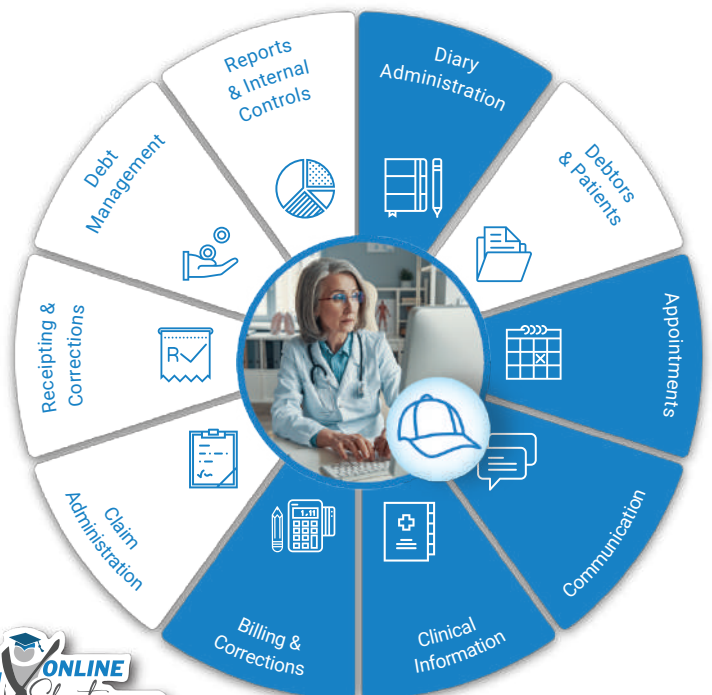 Reports
& Internal
Controls
Diary
Administration
Debtors
& Patients
Appointments
Communication
Clinical
Information
Billing &
Corrections
1.11
Claim
Administration
Receipting &
Corrections
R
Debt
Management
ONLINE